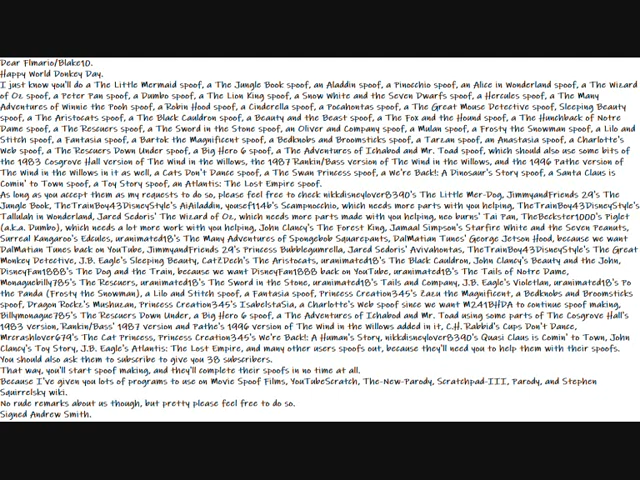 Dear Flmario/Blake10.
Happy World Donkey Day.
I just know you'll do a The Little Mermaid spoof, a The Jungle Book spoof, an Aladdin spoof, a Pinocchio spoof, an Alice in Wonderland spoof, a The Wizard
of Oz spoof, a Peter Pan spoof, a Dumbo spoof, a The Lion King spoof, a Snow White and the Seven Dwarfs spoof, a Hercules spoof, a The Many
Adventures of Winnie the Pooh spoof, a Robin Hood spoof, a Cinderella spoof, a Pocahontas spoof, a The Great Mouse Detective spoof, Sleeping Beauty
spoof, a The Aristocats spoof, a The Black Cauldron spoof, a Beauty and the Beast spoof, a The Fox and the Hound spoof, a The Hunchback of Notre
Dame spoof, a The Rescuers spoof, a The Sword in the Stone spoof, an Oliver and Company spoof, a Mulan spoof, a Frosty the Snowman spoof, a Lilo and
Stitch spoof, a Fantasia spoof, a Bartok the Magnificent spoof, a Bedknobs and Broomsticks spoof, a Tarzan spoof, an Anastasia spoof, a Charlotte's
Web spoof, a The Rescuers Down Under spoof, a Big Hero 6 spoof, a The Adventures of Ichabod and Mr. Toad spoof, which should also use some bits of
the 1983 Cosgrove Hall version of The Wind in the Willows, the 1987 Rankin/Bass version of The Wind in the Willows, and the 1996 Pathe version of
The Wind in the Willows in it as well, a Cats Don't Dance spoof, a The Swan Princess spoof, a We're Back!: A Dinosaur's Story spoof, a Santa Claus is
Comin' to Town spoof, a Toy Story spoof, an Atlantis: The Lost Empire spoof.
As long as you accept them as my requests to do so, please feel free to check nikkdisneylover8390's The Little Mer-Dog, JimmyandFriends 29's The
Jungle Book, TheTrainBoy43DisneyStyle's AiAiladdin, yousef114b's Scampnocchio, which needs more parts with you helping, TheTrainBoy43DisneyStyle's
Tallulah in Wonderland, Jared Sedoris' The Wizard of Oz, which needs more parts made with you helping, neo burns' Tai Pan, TheBeckster1000's Piglet
(a.k.a. Dumbo), which needs a lot more work with you helping, John Clancy's The Forest King, Jamaal Simpson's Starfire White and the Seven Peanuts,
Surreal Kangaroo's Edcules, uranimated18's The Many Adventures of Spongebob Squarepants, DalMatian Tunes' George Jetson Hood, because we want
DalMatian Tunes back on YouTube, JimmyandFriends 29's Princess Bubblegumrella, Jared Sedoris' Avivahontas, TheTrainBoy43DisneyStyle's The Great
Monkey Detective, J.B. Eagle's Sleeping Beauty, CatZDech's The Aristocats, uranimated18's The Black Cauldron, John Clancy's Beauty and the John,
DisneyFan1888's The Dog and the Train, because we want DisneyFan1888 back on YouTube, uranimated18's The Tails of Notre Dame,
Monaguebilly785's The Rescuers, uranimated18's The Sword in the Stone, uranimated18's Tails and Company, J.B. Eagle's Violetlan, uranimated18's Po
the Panda (Frosty the Snowman), a Lilo and Stitch spoof, a Fantasia spoof, Princess Creation345's Zazu the Magnificent, a Bedknobs and Broomsticks
spoof, Dragon Rockz's Mushuzan, Princess Creation345's IsabelstaSia, a Charlotte's Web spoof since we want M241BHDA to continue spoof making,
Billymonague785's The Rescuers Down Under, a Big Hero 6 spoof, a The Adventures of Ichabod and Mr. Toad using some parts of The Cosgrove Hall's
1983 version, Rankin/Bass' 1987 version and Pathe's 1996 version of The Wind in the Willows added in it, C.H. Rabbid's Cups Don't Dance,
Mrcrashlover679's The Cat Princess, Princess Creation345's We're Back!: A Human's Story, nikkdisneylover8390's Quasi Claus is Comin' to Town, John
Clancy's Toy Story, J.B. Eagle's Atlantis: The Lost Empire, and many other users spoofs out, because they'll need you to help them with their spoofs.
You should also ask them to subscribe to give you 38 subscribers.
That way, you'll start spoof making, and they'll complete their spoofs in no time at all.
Because I've given you lots of programs to use on Movie Spoof Films, YouTubeScratch, The-New-Parody, Scratchpad-III, Parody, and Stephen
Squirrelsky wiki.
No rude remarks about us though, but pretty please feel free to do so.
Signed Andrew Smith.